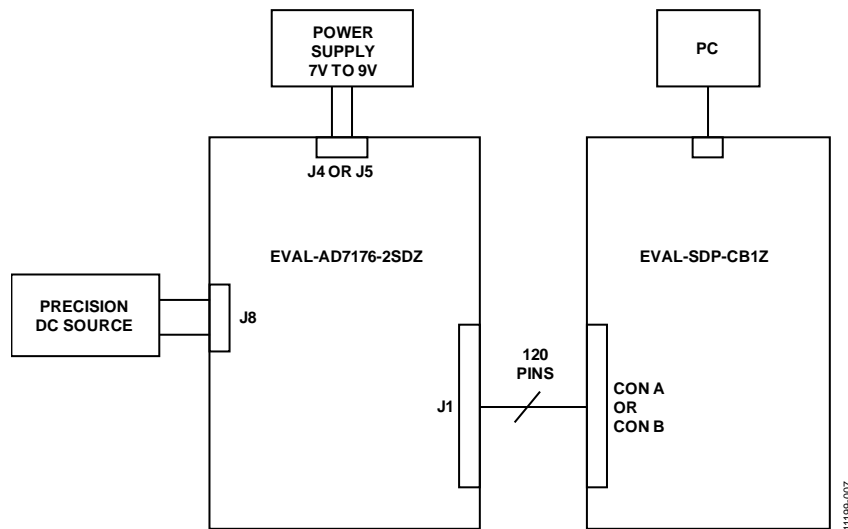 POWER
SUPPLY
7V TO 9V
PC
J4 OR J5
EVAL-AD7176-2SDZ
EVAL-SDP-CB1Z
PRECISION
DC SOURCE
J8
120
PINS
J1
CON A
OR
CON B
11199-007